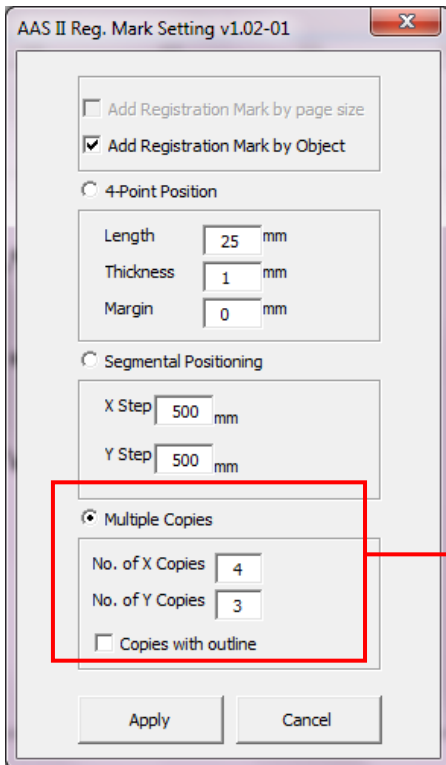 AAS II Reg. Mark Setting v1.02-01
Add Registration Mark by page size
Add Registration Mark by Object
4-Point Position
Length 25 mm
Thickness 1 mm
Margin 0 mm
Segmental Positioning
X Step 500 mm
Y Step 500 mm
Multiple Copies
No. of X Copies 4
No. of Y Copies 3
Copies with outline
Apply Cancel